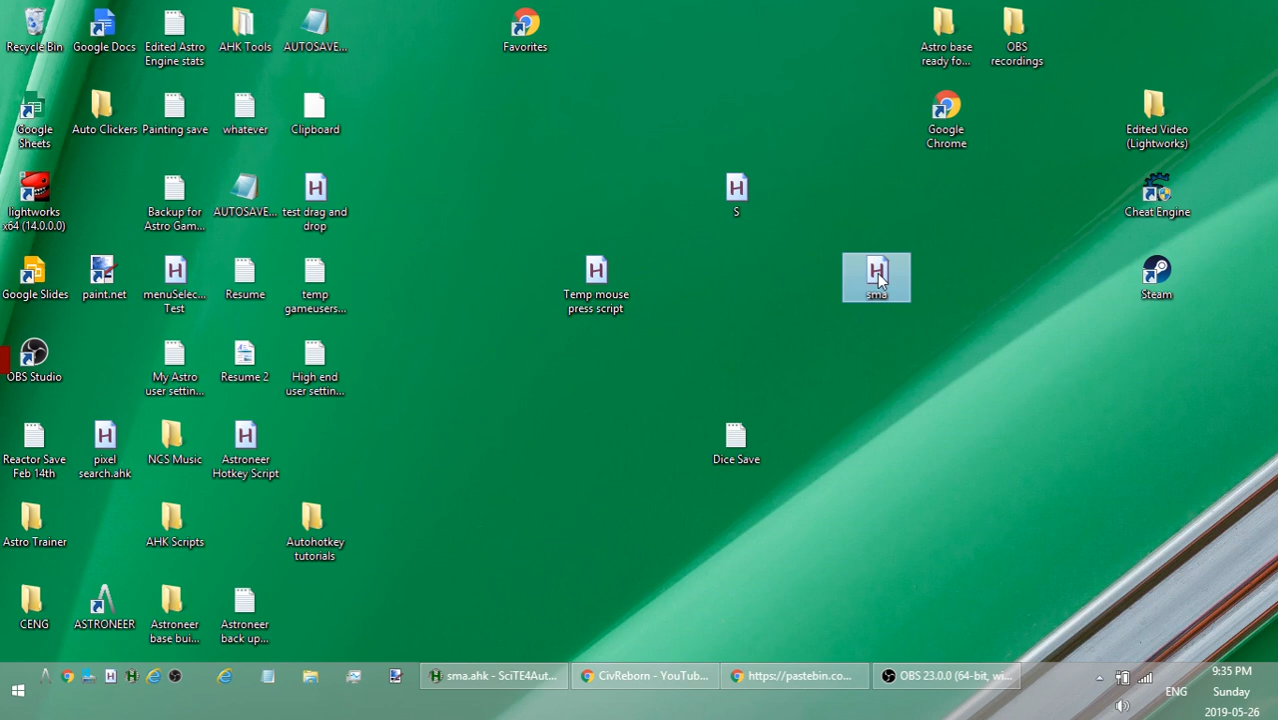 Recycle Bin
Google Docs
Edited Astro
Engine stats
AHK Tools
AUTOSAVE...
Favorites
Astro base
ready fo...
OBS
recordings
Google
Sheets
Auto Clickers
Painting save
whatever
Clipboard
Google
Chrome
Edited Video
(Lightworks)
lightworks
x64 (14.0.0.0)
Backup for
Astro Gam...
AUTOSAVE...
test drag and
drop
S
Cheat Engine
Google Slides
paint.net
menuSelec...
Test
Resume
temp
gameusers...
Temp mouse
press script
sma
Steam
OBS Studio
My Astro
user settin...
Resume 2
High end
user settin...
Reactor Save
Feb 14th
pixel
search.ahk
NCS Music
Astroneer
Hotkey Script
Dice Save
Astro Trainer
AHK Scripts
Autohotkey
tutorials
CENG
ASTRONEER
Astroneer
base bui...
Astroneer
back up...
sma.ahk - SciTE4Aut...
CivReborn - YouTub...
https://pastebin.co...
OBS 23.0.0 (64-bit, wi...
ENG
9:35 PM
Sunday
2019-05-26